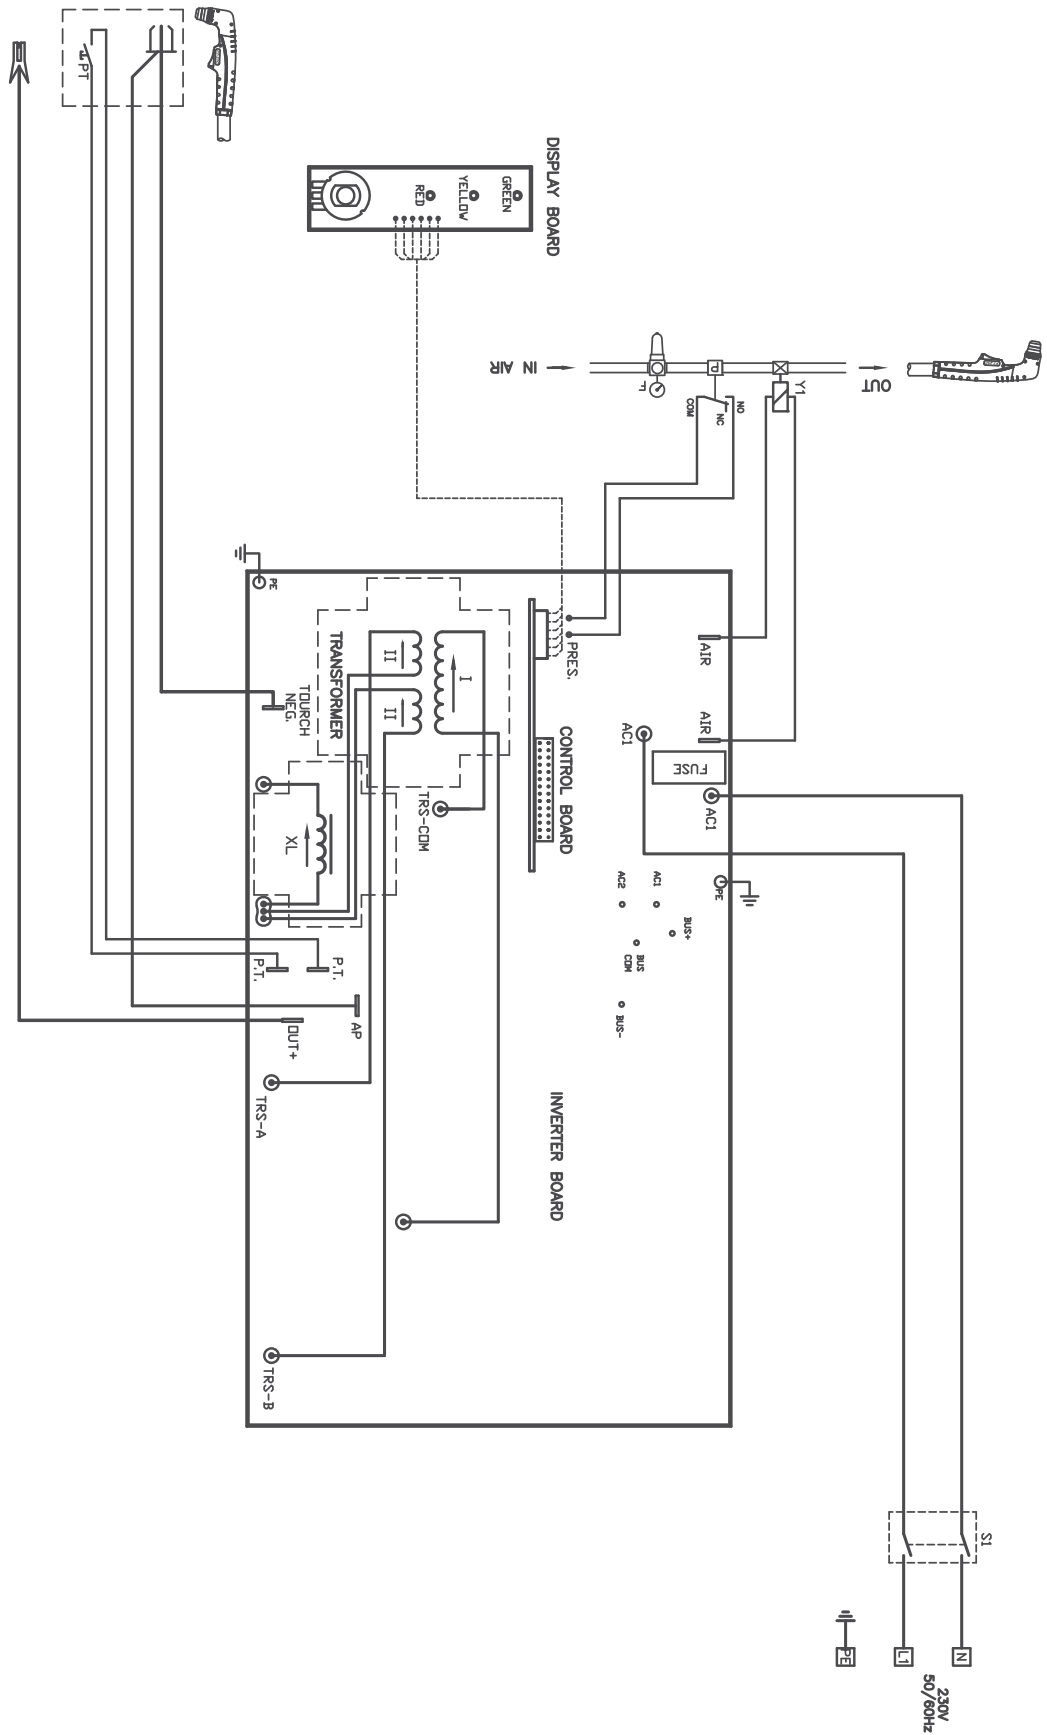 PT
DISPLAY BOARD
GREEN
YELLOW
RED
IN AIR
OUT
F
P
Y1
COM
NC
NO
PE
TRANSFORMER
I
II
II
PRES.
AIR
AIR
TOURCH
NEG.
CONTROL BOARD
AC1
FUSE
AC1
TRS-COM
XL
PE
AC2
AC1
BUS+
BUS
COM
BUS-
P.T.
P.T.
AP
OUT+
TRS-A
INVERTER BOARD
TRS-B
S1
PE
L1
N
230V
50/60Hz